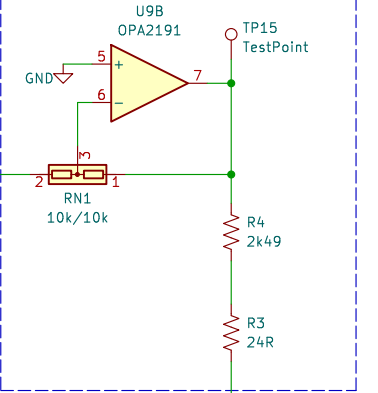 U9B
OPA2191
TP15
TestPoint
5
+
GND
7
6
−
3
2
1
RN1
10k/10k
R4
2k49
R3
24R